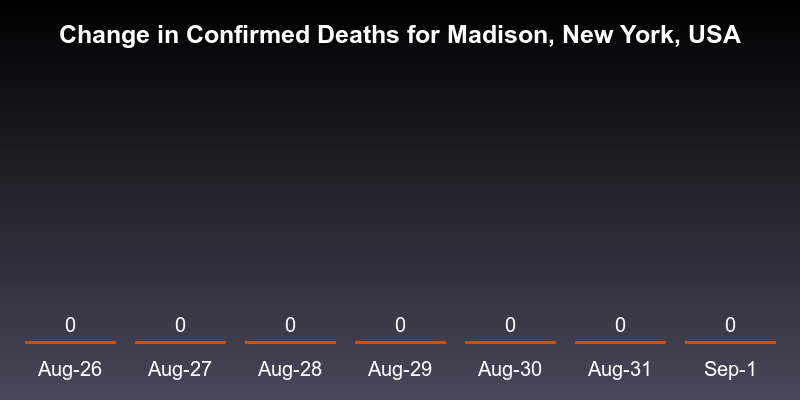 Change in Confirmed Deaths for Madison, New York, USA
0 0 0 0 0 0 0
Aug-26 Aug-27 Aug-28 Aug-29 Aug-30 Aug-31 Sep-1